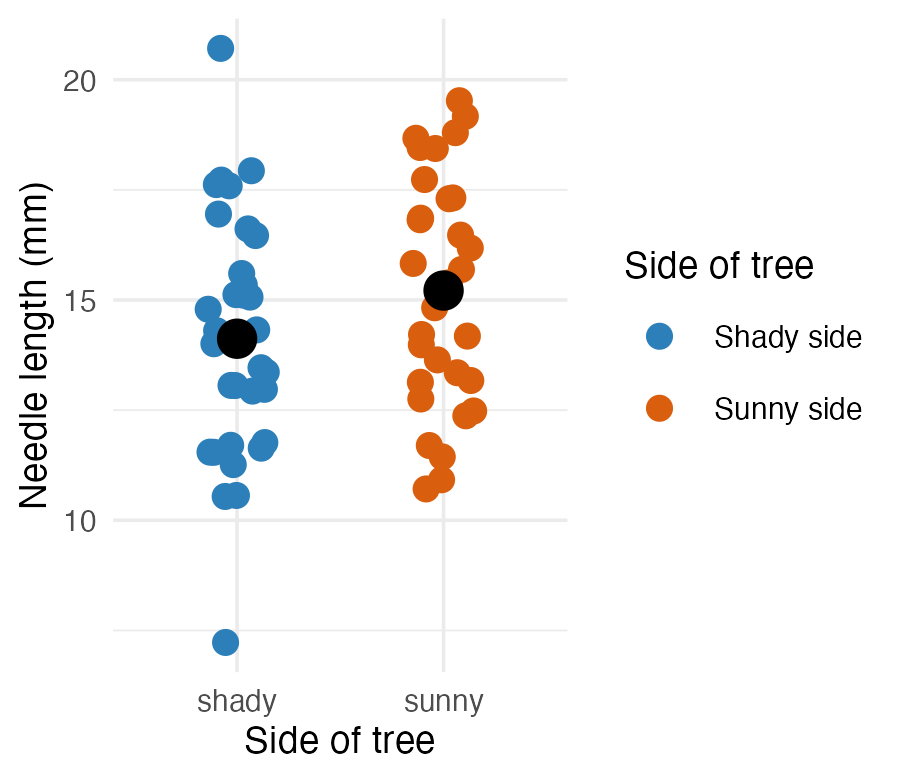 20
15
10
Needle length (mm)
shady
sunny
Side of tree
Side of tree
Shady side
Sunny side